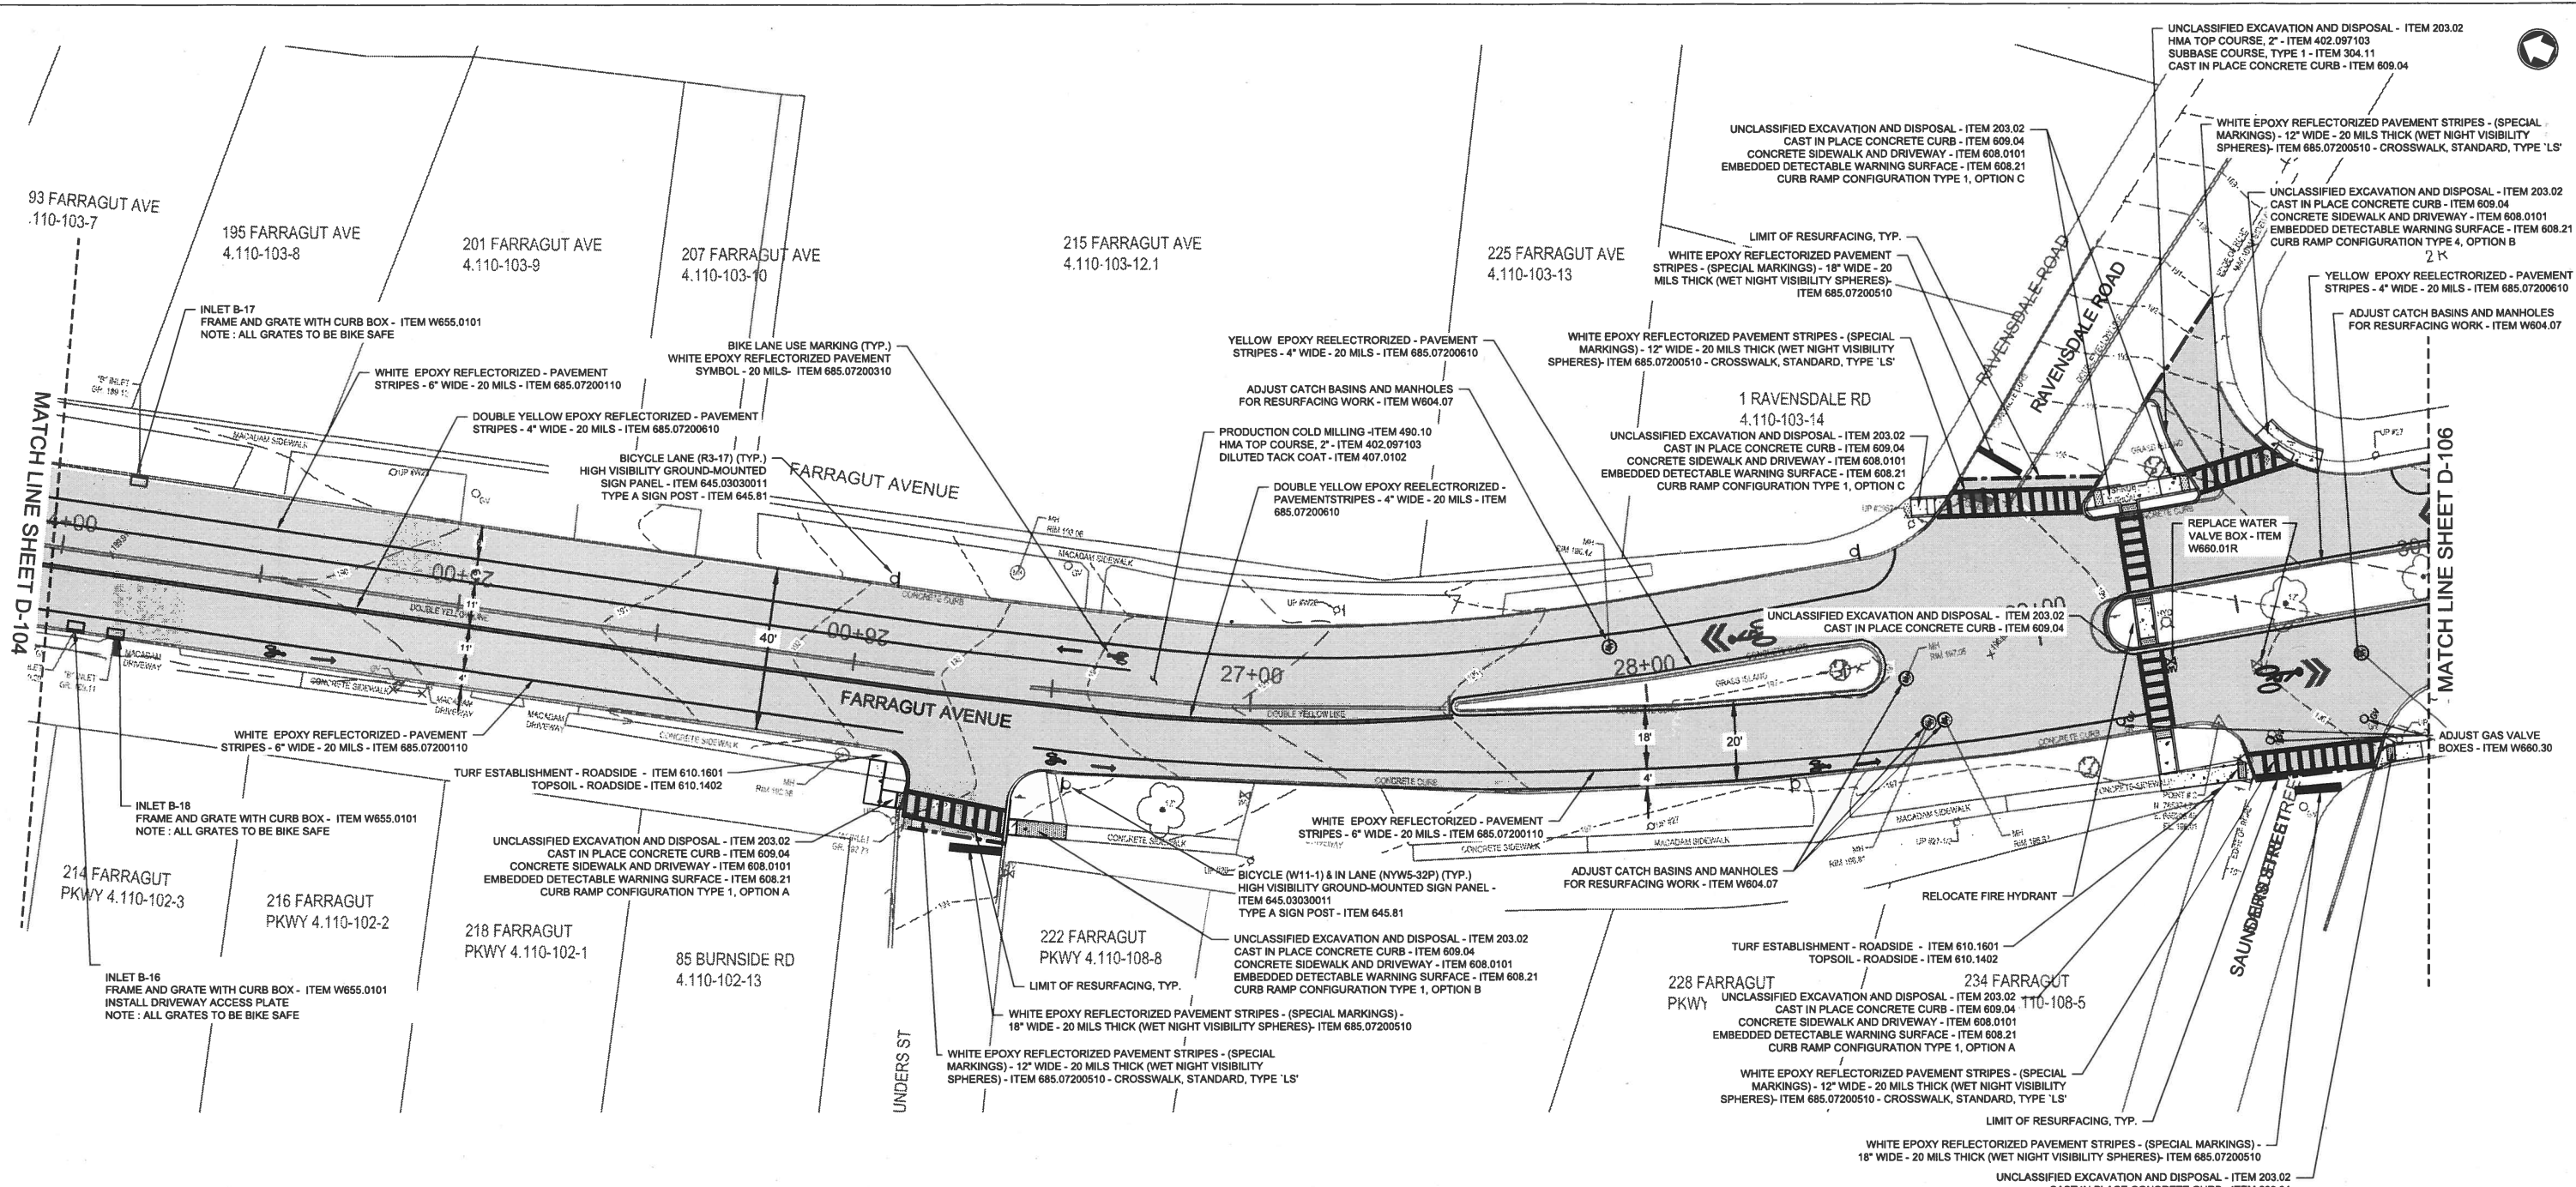 UNCLASSIFIED EXCAVATION AND DISPOSAL - ITEM 203.02
HMA TOP COURSE, 2" - ITEM 402.097103
SUBBASE COURSE, TYPE 1 - ITEM 304.11
CAST IN PLACE CONCRETE CURB - ITEM 609.04
UNCLASSIFIED EXCAVATION AND DISPOSAL - ITEM 203.02
CAST IN PLACE CONCRETE CURB - ITEM 609.04
CONCRETE SIDEWALK AND DRIVEWAY - ITEM 608.0101
EMBEDDED DETECTABLE WARNING SURFACE - ITEM 608.21
CURB RAMP CONFIGURATION TYPE 1, OPTION C
WHITE EPOXY REFLECTORIZED PAVEMENT STRIPES - (SPECIAL
MARKINGS) - 12" WIDE - 20 MILS THICK (WET NIGHT VISIBILITY
SPHERES)- ITEM 685.07200510 - CROSSWALK, STANDARD, TYPE `LS'
UNCLASSIFIED EXCAVATION AND DISPOSAL - ITEM 203.02
CAST IN PLACE CONCRETE CURB - ITEM 609.04
CONCRETE SIDEWALK AND DRIVEWAY - ITEM 608.0101
EMBEDDED DETECTABLE WARNING SURFACE - ITEM 608.21
CURB RAMP CONFIGURATION TYPE 4, OPTION B
2K
YELLOW EPOXY REELECTRORIZED - PAVEMENT
STRIPES - 4" WIDE - 20 MILS - ITEM 685.07200610
ADJUST CATCH BASINS AND MANHOLES
FOR RESURFACING WORK - ITEM W604.07
93 FARRAGUT AVE
.110-103-7
195 FARRAGUT AVE
4.110-103-8
201 FARRAGUT AVE
4.110-103-9
207 FARRAGUT AVE
4.110-103-10
215 FARRAGUT AVE
4.110-103-12.1
225 FARRAGUT AVE
4.110-103-13
LIMIT OF RESURFACING, TYP.
WHITE EPOXY REFLECTORIZED PAVEMENT
STRIPES - (SPECIAL MARKINGS) - 18" WIDE - 20
MILS THICK (WET NIGHT VISIBILITY SPHERES)-
ITEM 685.07200510
RAVENSDALE ROAD
RAVENSDALE ROAD
INLET B-17
FRAME AND GRATE WITH CURB BOX - ITEM W655.0101
NOTE : ALL GRATES TO BE BIKE SAFE
WHITE EPOXY REFLECTORIZED - PAVEMENT
STRIPES - 6" WIDE - 20 MILS - ITEM 685.07200110
DOUBLE YELLOW EPOXY REFLECTORIZED - PAVEMENT
STRIPES - 4" WIDE - 20 MILS - ITEM 685.07200610
BIKE LANE USE MARKING (TYP.)
WHITE EPOXY REFLECTORIZED PAVEMENT
SYMBOL - 20 MILS- ITEM 685.07200310
BICYCLE LANE (R3-17) (TYP.)
HIGH VISIBILITY GROUND-MOUNTED
SIGN PANEL - ITEM 645.03030011
TYPE A SIGN POST - ITEM 645.81
FARRAGUT AVENUE
YELLOW EPOXY REELECTRORIZED - PAVEMENT
STRIPES - 4" WIDE - 20 MILS - ITEM 685.07200610
ADJUST CATCH BASINS AND MANHOLES
FOR RESURFACING WORK - ITEM W604.07
PRODUCTION COLD MILLING -ITEM 490.10
HMA TOP COURSE, 2" - ITEM 402.097103
DILUTED TACK COAT - ITEM 407.0102
DOUBLE YELLOW EPOXY REELECTRORIZED -
PAVEMENTSTRIPES - 4" WIDE - 20 MILS - ITEM
685.07200610
WHITE EPOXY REFLECTORIZED PAVEMENT STRIPES - (SPECIAL
MARKINGS) - 12" WIDE - 20 MILS THICK (WET NIGHT VISIBILITY
SPHERES)- ITEM 685.07200510 - CROSSWALK, STANDARD, TYPE `LS'
1 RAVENSDALE RD
4.110-103-14
UNCLASSIFIED EXCAVATION AND DISPOSAL - ITEM 203.02
CAST IN PLACE CONCRETE CURB - ITEM 609.04
CONCRETE SIDEWALK AND DRIVEWAY - ITEM 608.0101
EMBEDDED DETECTABLE WARNING SURFACE - ITEM 608.21
CURB RAMP CONFIGURATION TYPE 1, OPTION C
REPLACE WATER
VALVE BOX - ITEM
W660.01R
MATCH LINE SHEET D-104
MATCH LINE SHEET D-106
MACADAM SIDEWALK
DOUBLE YELLOW LINE
CONCRETE CURB
MACADAM SIDEWALK
11'
11'
4'
40'
26+00
27+00
28+00
FARRAGUT AVENUE
DOUBLE YELLOW LINE
GRASS ISLAND
CONCRETE CURB
UNCLASSIFIED EXCAVATION AND DISPOSAL - ITEM 203.02
CAST IN PLACE CONCRETE CURB - ITEM 609.04
18'
20'
4'
CONCRETE CURB
CONCRETE CURB
MACADAM
DRIVEWAY
CONCRETE SIDEWALK
MACADAM
DRIVEWAY
MACADAM
DRIVEWAY
CONCRETE SIDEWALK
CONCRETE SIDEWALK
CONCRETE SIDEWALK
MACADAM SIDEWALK
MACADAM SIDEWALK
WHITE EPOXY REFLECTORIZED - PAVEMENT
STRIPES - 6" WIDE - 20 MILS - ITEM 685.07200110
TURF ESTABLISHMENT - ROADSIDE - ITEM 610.1601
TOPSOIL - ROADSIDE - ITEM 610.1402
ADJUST GAS VALVE
BOXES - ITEM W660.30
INLET B-18
FRAME AND GRATE WITH CURB BOX - ITEM W655.0101
NOTE : ALL GRATES TO BE BIKE SAFE
UNCLASSIFIED EXCAVATION AND DISPOSAL - ITEM 203.02
CAST IN PLACE CONCRETE CURB - ITEM 609.04
CONCRETE SIDEWALK AND DRIVEWAY - ITEM 608.0101
EMBEDDED DETECTABLE WARNING SURFACE - ITEM 608.21
CURB RAMP CONFIGURATION TYPE 1, OPTION A
WHITE EPOXY REFLECTORIZED - PAVEMENT
STRIPES - 6" WIDE - 20 MILS - ITEM 685.07200110
BICYCLE (W11-1) & IN LANE (NYW5-32P) (TYP.)
HIGH VISIBILITY GROUND-MOUNTED SIGN PANEL -
ITEM 645.03030011
TYPE A SIGN POST - ITEM 645.81
ADJUST CATCH BASINS AND MANHOLES
FOR RESURFACING WORK - ITEM W604.07
RELOCATE FIRE HYDRANT
214 FARRAGUT
PKWY 4.110-102-3
216 FARRAGUT
PKWY 4.110-102-2
218 FARRAGUT
PKWY 4.110-102-1
85 BURNSIDE RD
4.110-102-13
222 FARRAGUT
PKWY 4.110-108-8
UNCLASSIFIED EXCAVATION AND DISPOSAL - ITEM 203.02
CAST IN PLACE CONCRETE CURB - ITEM 609.04
CONCRETE SIDEWALK AND DRIVEWAY - ITEM 608.0101
EMBEDDED DETECTABLE WARNING SURFACE - ITEM 608.21
CURB RAMP CONFIGURATION TYPE 1, OPTION B
TURF ESTABLISHMENT - ROADSIDE - ITEM 610.1601
TOPSOIL - ROADSIDE - ITEM 610.1402
228 FARRAGUT
PKWY
234 FARRAGUT
110-108-5
INLET B-16
FRAME AND GRATE WITH CURB BOX - ITEM W655.0101
INSTALL DRIVEWAY ACCESS PLATE
NOTE : ALL GRATES TO BE BIKE SAFE
LIMIT OF RESURFACING, TYP.
WHITE EPOXY REFLECTORIZED PAVEMENT STRIPES - (SPECIAL MARKINGS) -
18" WIDE - 20 MILS THICK (WET NIGHT VISIBILITY SPHERES)- ITEM 685.07200510
UNCLASSIFIED EXCAVATION AND DISPOSAL - ITEM 203.02
CAST IN PLACE CONCRETE CURB - ITEM 609.04
CONCRETE SIDEWALK AND DRIVEWAY - ITEM 608.0101
EMBEDDED DETECTABLE WARNING SURFACE - ITEM 608.21
CURB RAMP CONFIGURATION TYPE 1, OPTION A
UNDERS ST
WHITE EPOXY REFLECTORIZED PAVEMENT STRIPES - (SPECIAL
MARKINGS) - 12" WIDE - 20 MILS THICK (WET NIGHT VISIBILITY
SPHERES) - ITEM 685.07200510 - CROSSWALK, STANDARD, TYPE `LS'
WHITE EPOXY REFLECTORIZED PAVEMENT STRIPES - (SPECIAL
MARKINGS) - 12" WIDE - 20 MILS THICK (WET NIGHT VISIBILITY
SPHERES)- ITEM 685.07200510 - CROSSWALK, STANDARD, TYPE `LS'
LIMIT OF RESURFACING, TYP.
WHITE EPOXY REFLECTORIZED PAVEMENT STRIPES - (SPECIAL MARKINGS) -
18" WIDE - 20 MILS THICK (WET NIGHT VISIBILITY SPHERES)- ITEM 685.07200510
UNCLASSIFIED EXCAVATION AND DISPOSAL - ITEM 203.02